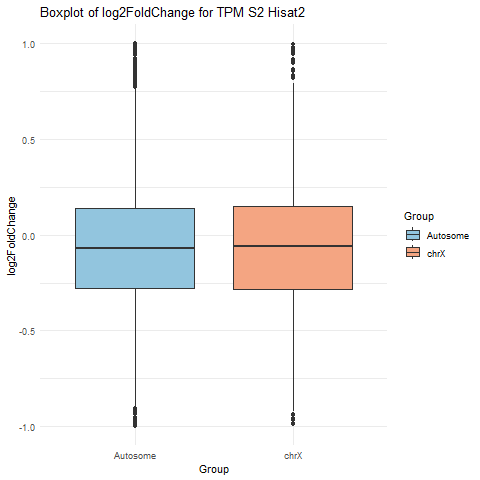 Boxplot of log2FoldChange for TPM S2 Hisat2
1.0
0.5
0.0
-0.5
-1.0
log2FoldChange
Autosome
chrX
Group
Group
Autosome
chrX